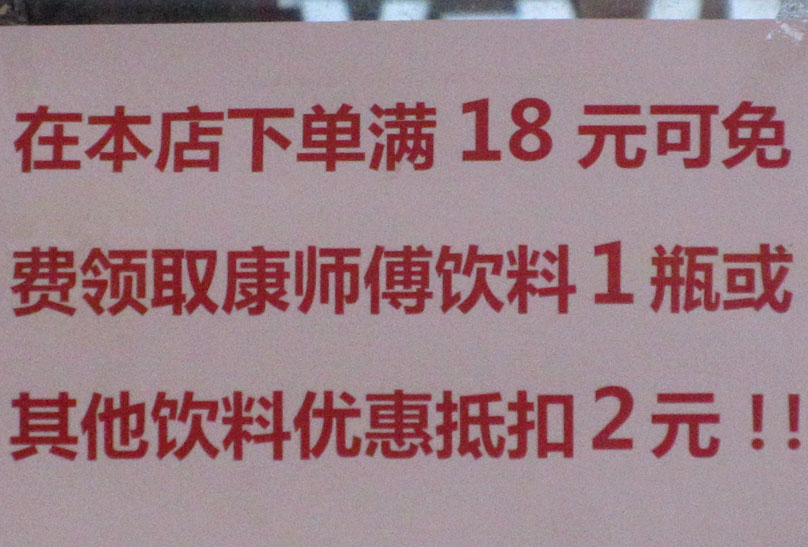 在本店下单满 18 元可免
费领取康师傅饮料1瓶或
其他饮料优惠抵扣2元！！